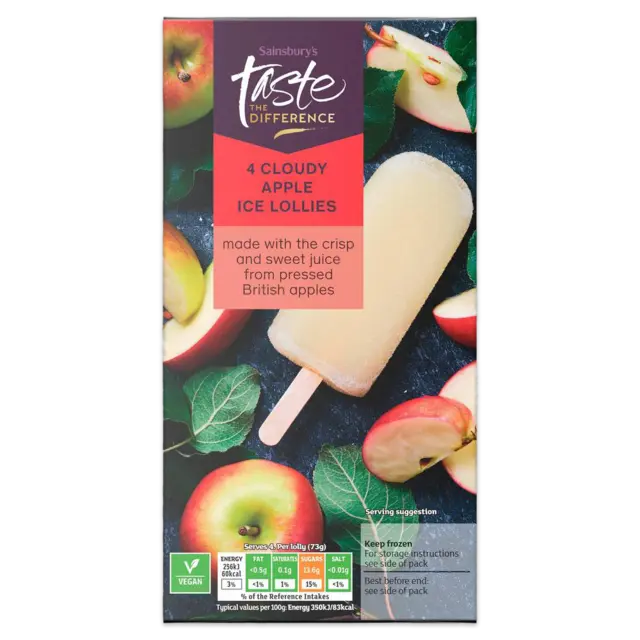 Sainsbury's
Taste
THE
DIFFERENCE
4 CLOUDY
APPLE
ICE LOLLIES
made with the crisp
and sweet juice
from pressed
British apples
Serving suggestion
Keep frozen
For storage instructions
see side of pack
Best before end:
see side of pack
VEGAN
Serves 4. Per lolly (73g)
ENERGY FAT SATURATES SUGARS SALT
256kJ <0.5g 0.1g 13.6g <0.01g
60kcal
3% <1% 1% 15% <1%
% of the Reference Intakes
Typical values per 100g: Energy 350kJ/83kcal